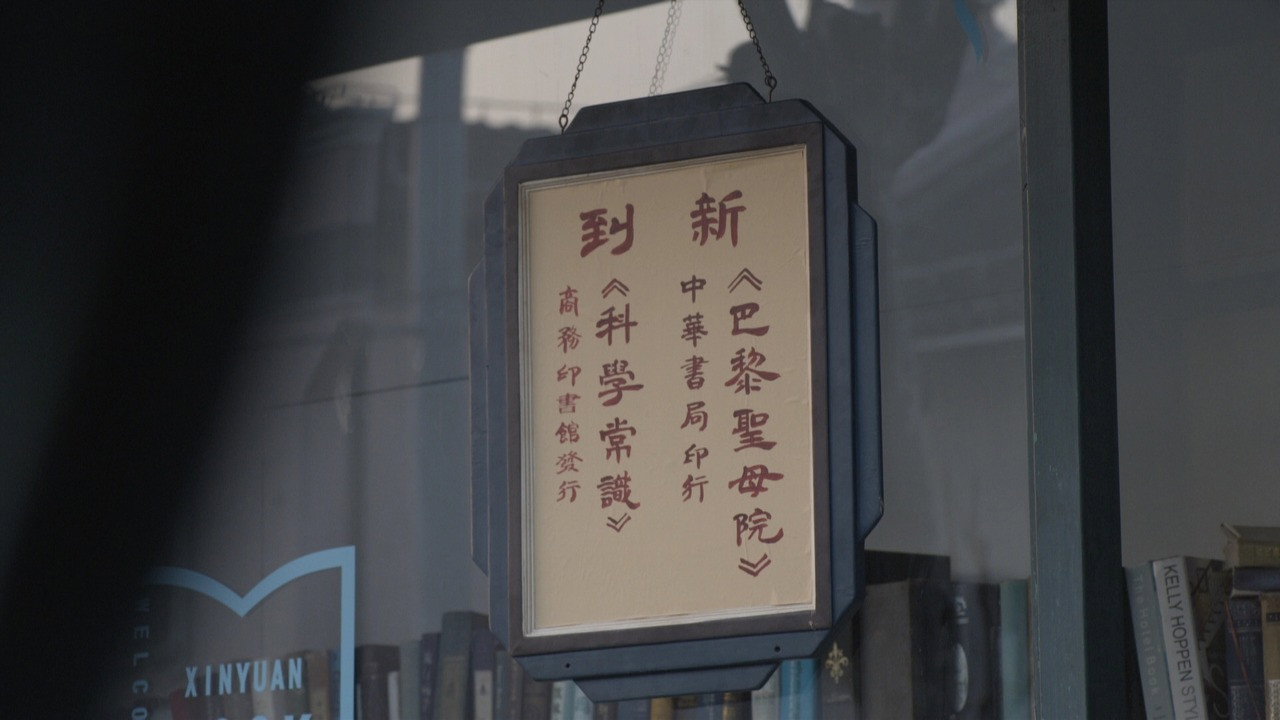 新到
《巴黎聖母院》
中華書局印行
《科學常識》
商務印書館發行
WELCO
XINYUAN
KELLY HOPPEN STY